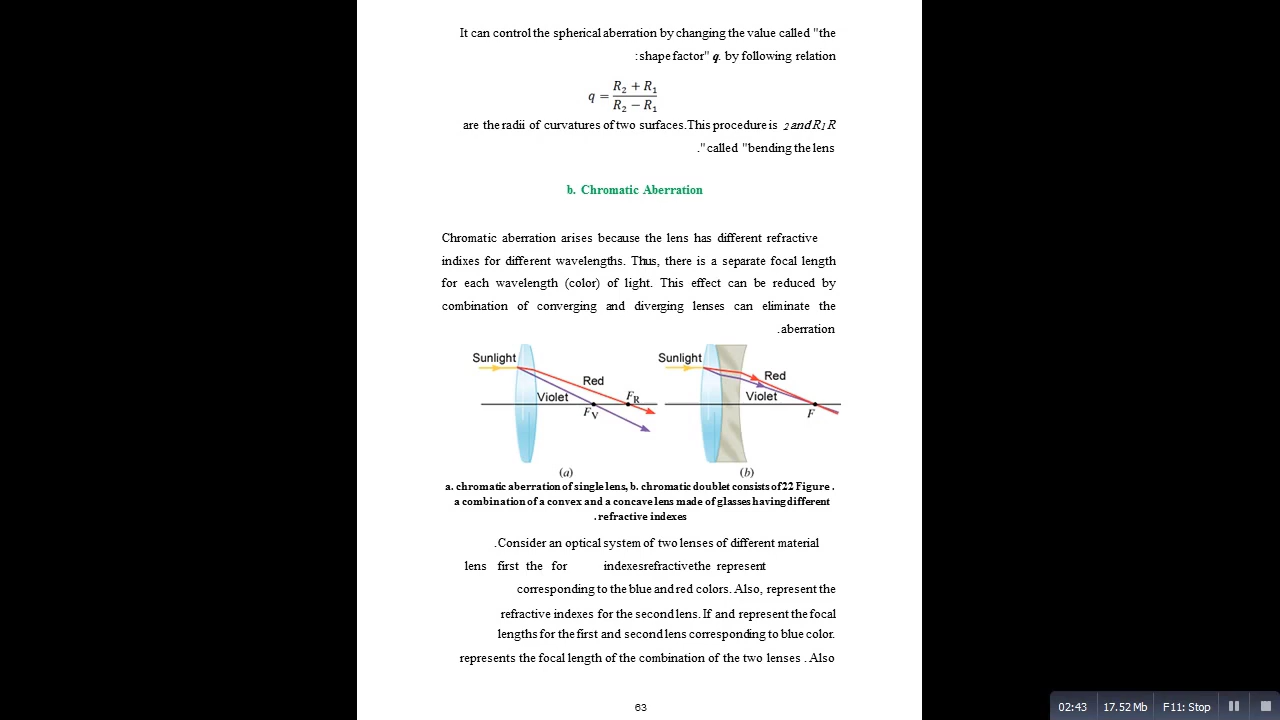 It can control the spherical aberration by changing the value called "the
:shape factor" q. by following relation
q = (R₂ + R₁)/(R₂ − R₁)
are the radii of curvatures of two surfaces.This procedure is ₂ and R₁ R
."called "bending the lens
b. Chromatic Aberration
Chromatic aberration arises because the lens has different refractive
indixes for different wavelengths. Thus, there is a separate focal length
for each wavelength (color) of light. This effect can be reduced by
combination of converging and diverging lenses can eliminate the
.aberration
Sunlight
Red
Violet
F_R
F_V
(a)
Sunlight
Red
Violet
F
(b)
a. chromatic aberration of single lens, b. chromatic doublet consists of22 Figure .
a combination of a convex and a concave lens made of glasses having different
.refractive indexes
.Consider an optical system of two lenses of different material
lens first the for indexesrefractivethe represent
corresponding to the blue and red colors. Also, represent the
refractive indexes for the second lens. If and represent the focal
lengths for the first and second lens corresponding to blue color.
represents the focal length of the combination of the two lenses . Also
63
02:43 17.52 Mb F11: Stop